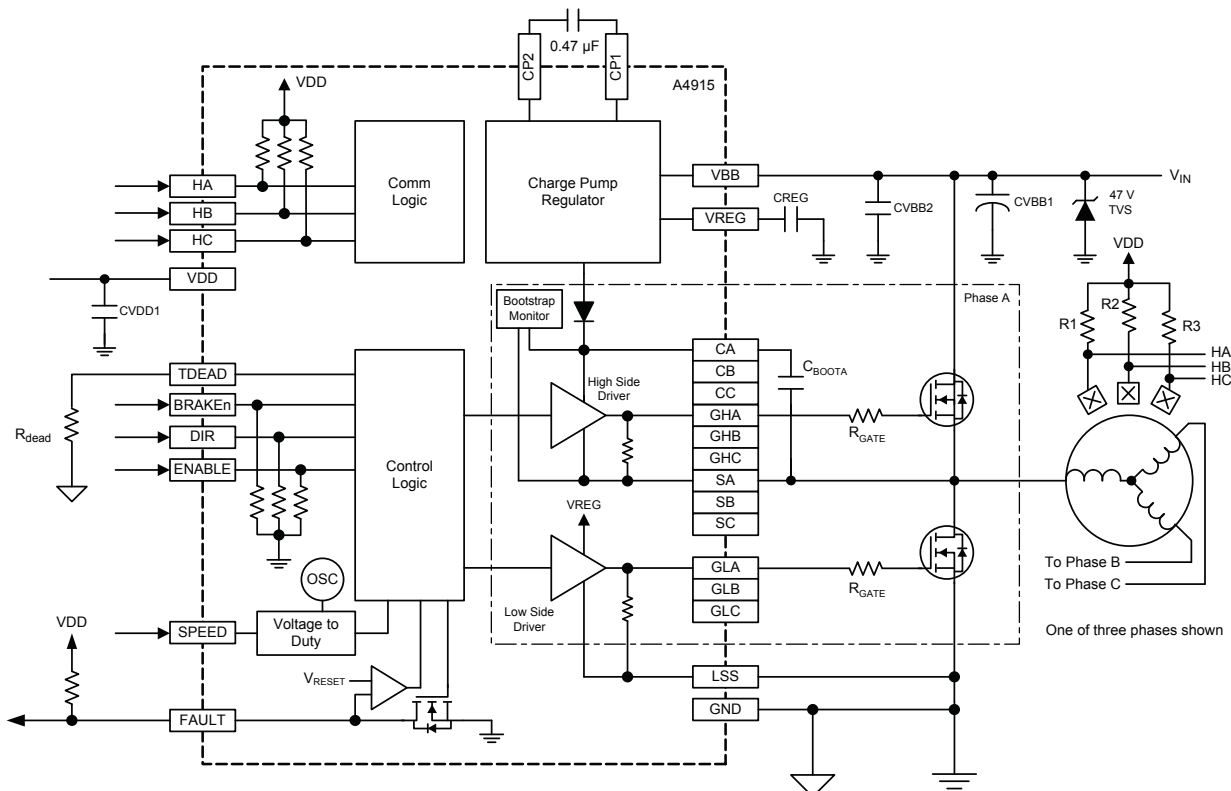 0.47 µF
CP2
CP1
A4915
VDD
HA
HB
HC
VDD
CVDD1
Comm
Logic
Charge Pump
Regulator
VBB
VREG
CREG
CVBB2
CVBB1
47 V
TVS
VIN
VDD
R1
R2
R3
HA
HB
HC
Phase A
Bootstrap
Monitor
TDEAD
BRAKEn
DIR
ENABLE
Rdead
Control
Logic
High Side
Driver
CA
CB
CC
GHA
GHB
GHC
SA
SB
SC
CBOOTA
RGATE
VREG
Low Side
Driver
GLA
GLB
GLC
RGATE
To Phase B
To Phase C
One of three phases shown
OSC
Voltage to
Duty
SPEED
VDD
VRESET
FAULT
LSS
GND